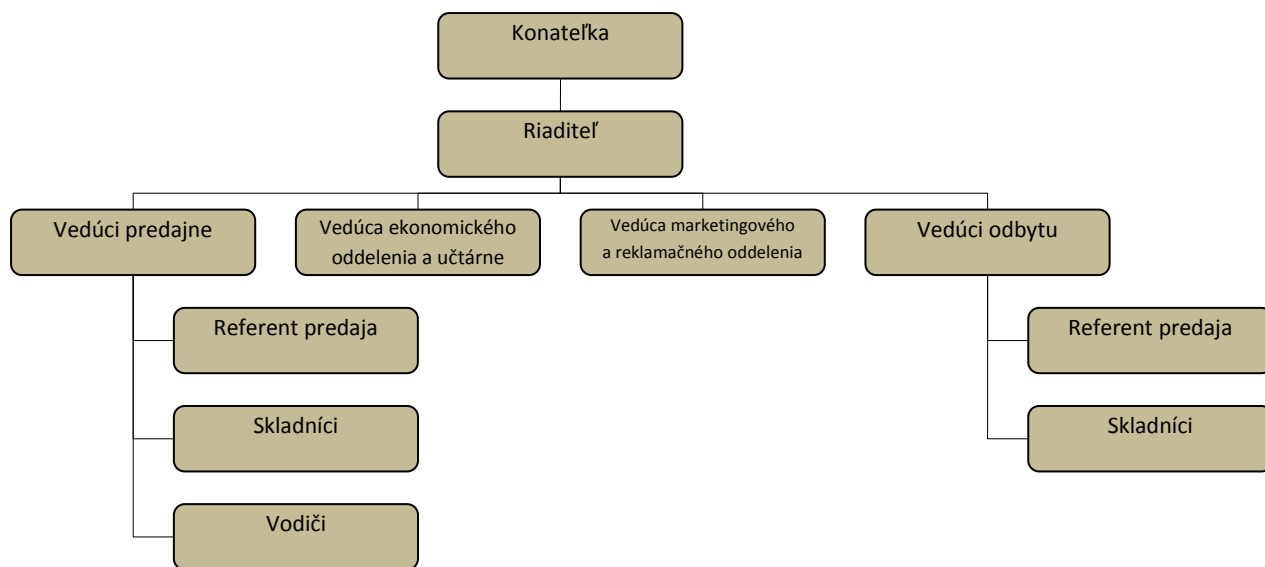 Konateľka
Riaditeľ
Vedúci predajne
Vedúca ekonomického
oddelenia a učtárne
Vedúca marketingového
a reklamačného oddelenia
Vedúci odbytu
Referent predaja
Skladníci
Vodiči
Referent predaja
Skladníci